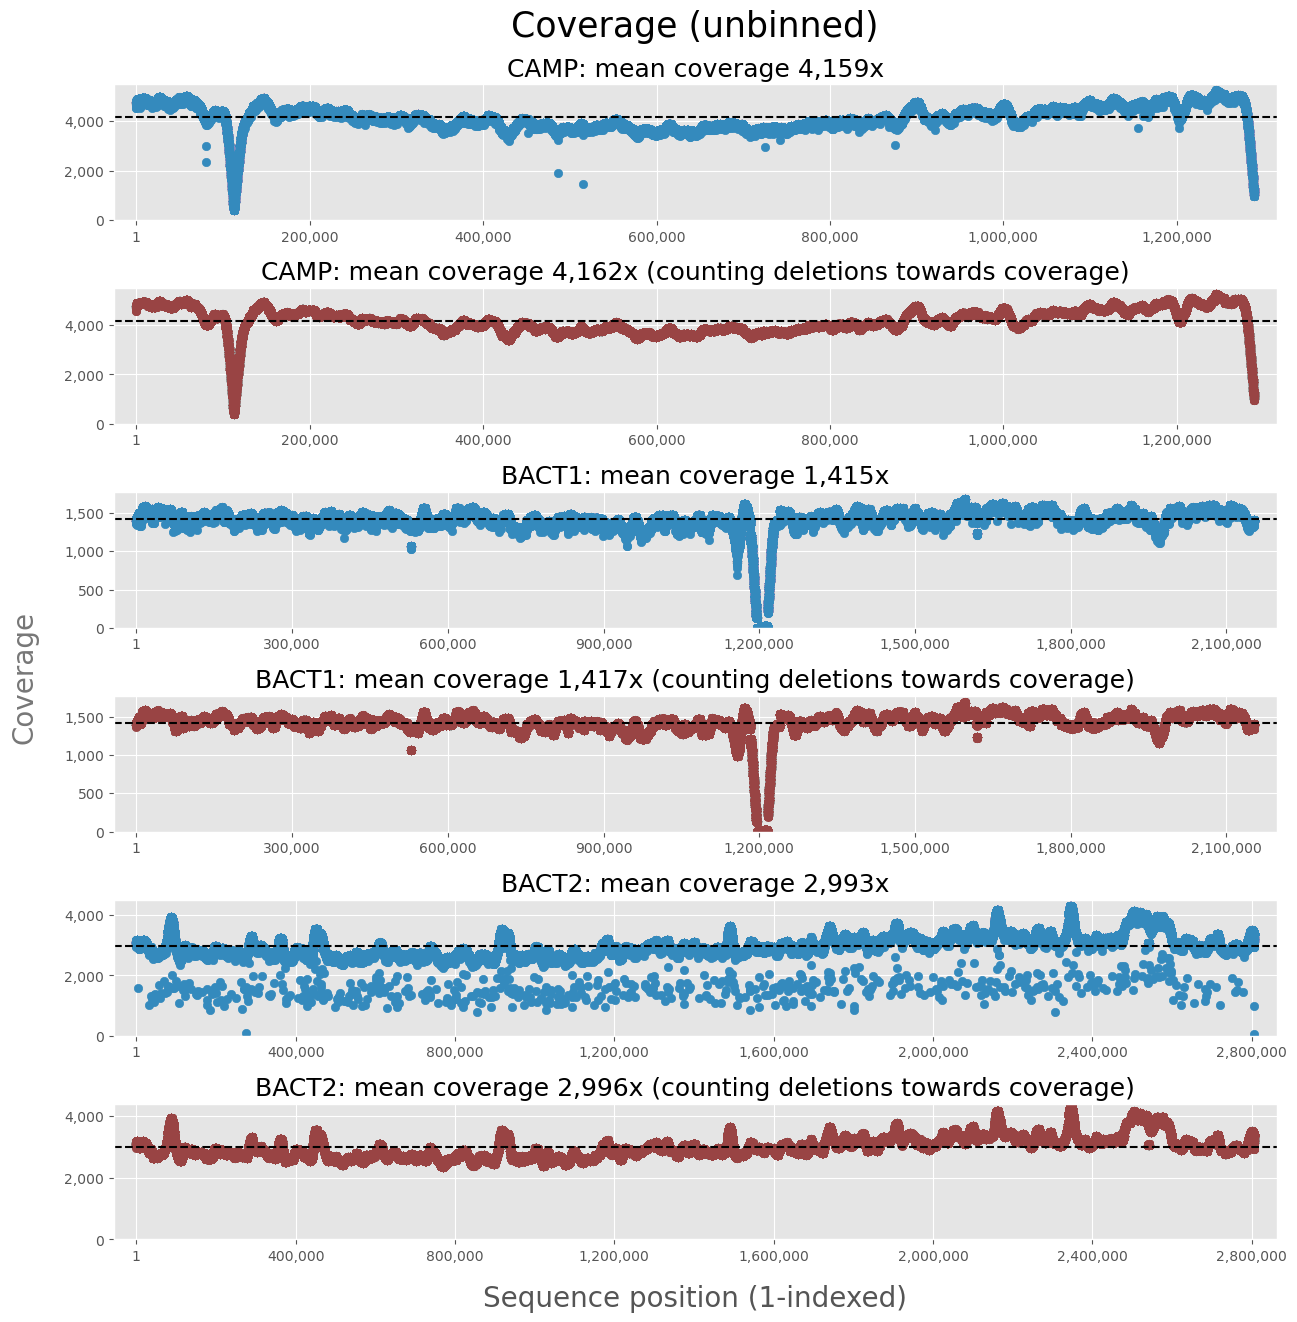 Coverage (unbinned)
CAMP: mean coverage 4,159x
4,000
2,000
0
1 200,000 400,000 600,000 800,000 1,000,000 1,200,000
CAMP: mean coverage 4,162x (counting deletions towards coverage)
4,000
2,000
0
1 200,000 400,000 600,000 800,000 1,000,000 1,200,000
BACT1: mean coverage 1,415x
1,500
1,000
500
0
1 300,000 600,000 900,000 1,200,000 1,500,000 1,800,000 2,100,000
Coverage
BACT1: mean coverage 1,417x (counting deletions towards coverage)
1,500
1,000
500
0
1 300,000 600,000 900,000 1,200,000 1,500,000 1,800,000 2,100,000
BACT2: mean coverage 2,993x
4,000
2,000
0
1 400,000 800,000 1,200,000 1,600,000 2,000,000 2,400,000 2,800,000
BACT2: mean coverage 2,996x (counting deletions towards coverage)
4,000
2,000
0
1 400,000 800,000 1,200,000 1,600,000 2,000,000 2,400,000 2,800,000
Sequence position (1-indexed)